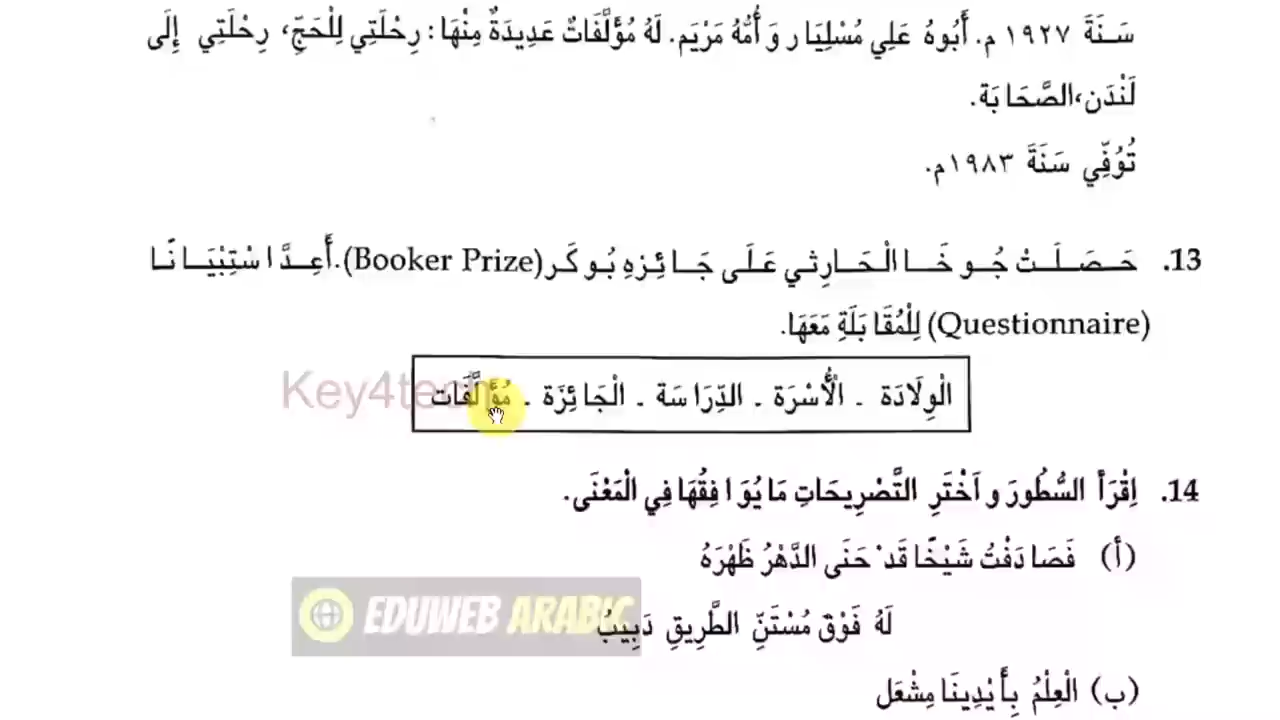 سَنَةَ ١٩٢٧ م. أَبُوهُ عَلِي مُسْلِيَار وَ أُمُّهُ مَرْيَم. لَهُ مُؤَلَّفَاتٌ عَدِيدَةٌ مِنْهَا: رِحْلَتِي لِلْحَجِّ، رِحْلَتِي إِلَى
لَنْدَن،الصَّحَابَة.
تُوُفِّي سَنَةَ ١٩٨٣م.
13. حَصَلَتْ جُوخَا الْحَارِثي عَلَى جَائِزهِ بُوكَر(Booker Prize). أَعِدَّ اسْتِبْيَانًا
(Questionnaire) لِلْمُقَابَلَةِ مَعَهَا.
الْوِلَادَة - الْأُسْرَة - الدِّرَاسَة - الْجَائِزَة - مُؤَلَّفَات
Key4tech
14. اِقْرَأ السُّطُورَ وَ اَخْتَرِ التَّصْرِيحَاتِ مَا يُوَافِقُهَا فِي الْمَعْنَى.
(أ) فَصَادَفْتُ شَيْخًا قَدْ حَنَى الدَّهْرُ ظَهْرَهُ
لَهُ فَوْقَ مُسْتَنِّ الطَّرِيقِ دَبِيبُ
EDUWEB ARABIC
(ب) الْعِلْمُ بِأَيْدِينَا مِشْعَل